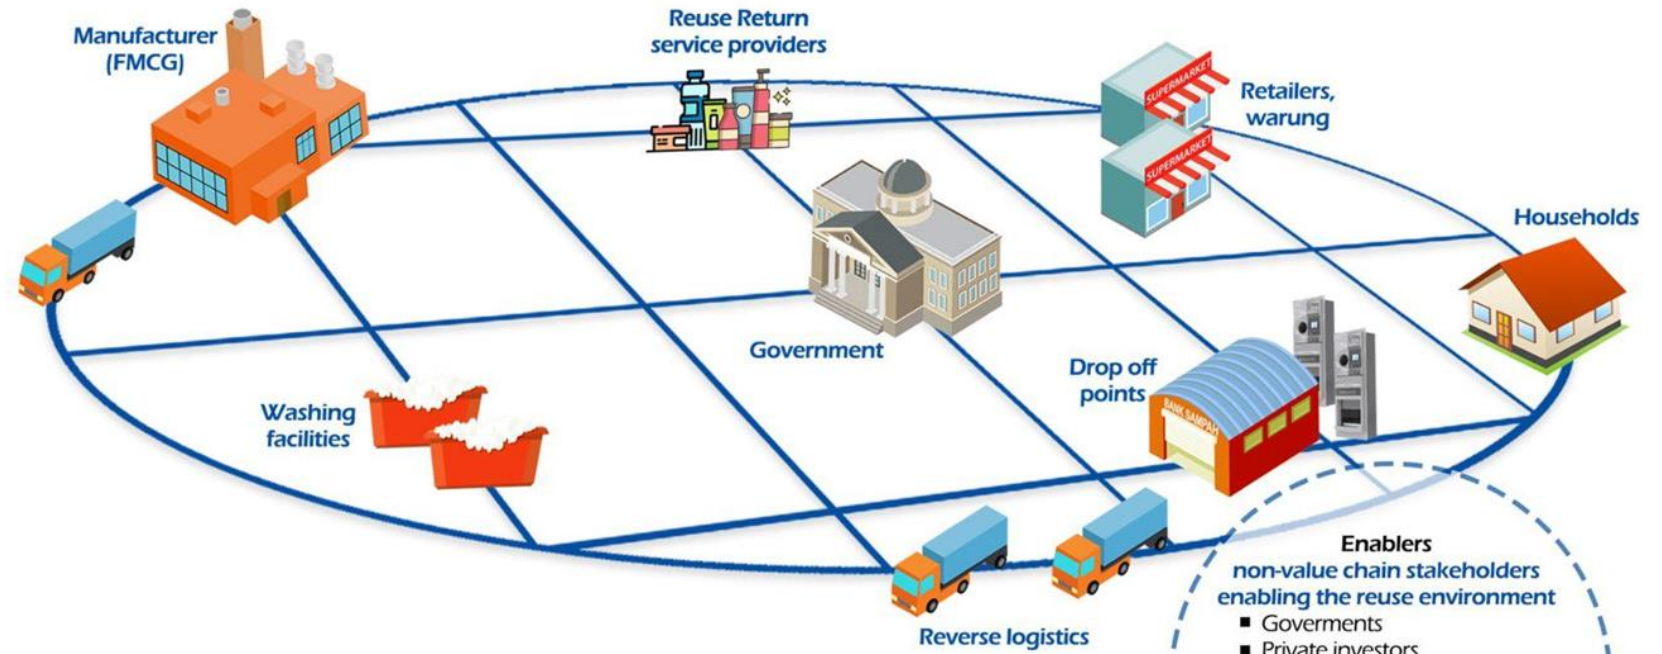 Manufacturer
(FMCG)
Reuse Return
service providers
SUPERMARKET
SUPERMARKET
Retailers,
warung
Households
Government
Drop off
points
BANK SAMPAH
Washing
facilities
Reverse logistics
Enablers
non-value chain stakeholders
enabling the reuse environment
■ Goverments
■ Private investors